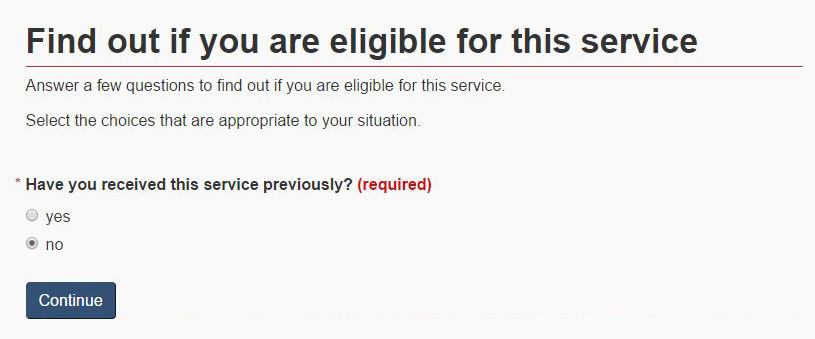 Find out if you are eligible for this service
Answer a few questions to find out if you are eligible for this service.
Select the choices that are appropriate to your situation.
* Have you received this service previously? (required)
yes
no
Continue